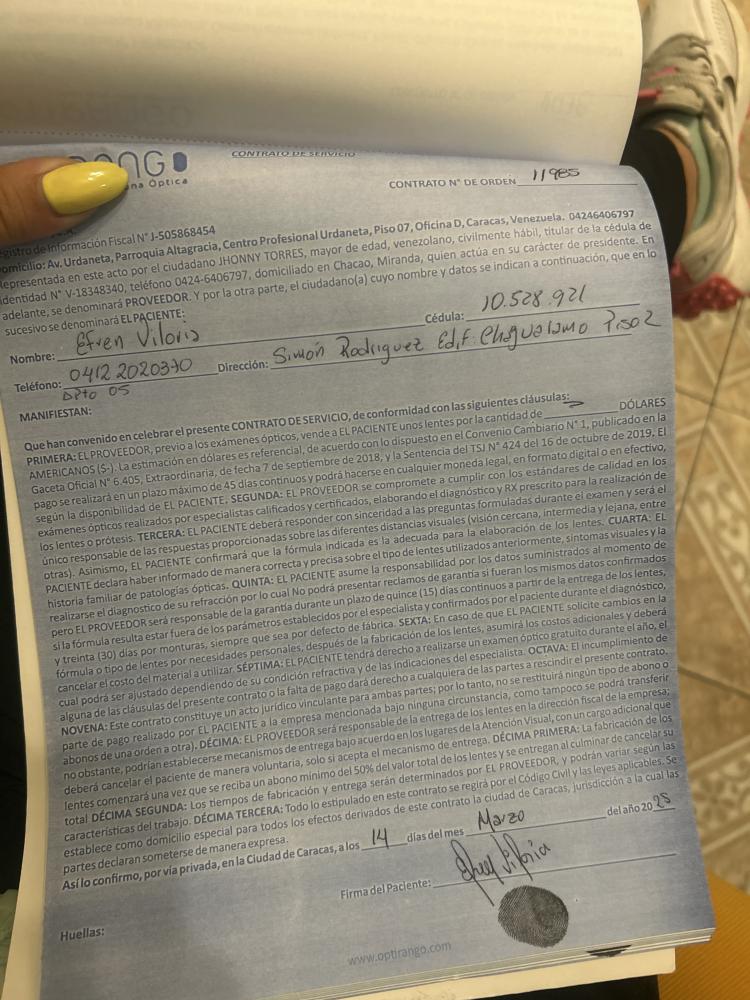 ANGO
na Óptica
CONTRATO DE SERVICIO
CONTRATO N° DE ORDEN 11985
egistro de Información Fiscal N° J-505868454
omicilio: Av. Urdaneta, Parroquia Altagracia, Centro Profesional Urdaneta, Piso 07, Oficina D, Caracas, Venezuela. 04246406797
Representada en este acto por el ciudadano JHONNY TORRES, mayor de edad, venezolano, civilmente hábil, titular de la cédula de
identidad N° V-18348340, teléfono 0424-6406797, domiciliado en Chacao, Miranda, quien actúa en su carácter de presidente. En
adelante, se denominará PROVEEDOR. Y por la otra parte, el ciudadano(a) cuyo nombre y datos se indican a continuación, que en lo
sucesivo se denominará EL PACIENTE:
Nombre: Efren Viloria Cédula: 10.528.921
Teléfono: 0412 2020370 Dirección: Simón Rodriguez Edif. Chaguaramo Piso 2
Dpto 05
MANIFIESTAN:
Que han convenido en celebrar el presente CONTRATO DE SERVICIO, de conformidad con las siguientes cláusulas:
PRIMERA: EL PROVEEDOR, previo a los exámenes ópticos, vende a EL PACIENTE unos lentes por la cantidad de DÓLARES
AMERICANOS ($-). La estimación en dólares es referencial, de acuerdo con lo dispuesto en el Convenio Cambiario N° 1, publicado en la
Gaceta Oficial N° 6.405, Extraordinaria, de fecha 7 de septiembre de 2018, y la Sentencia del TSJ N° 424 del 16 de octubre de 2019. El
pago se realizará en un plazo máximo de 45 días continuos y podrá hacerse en cualquier moneda legal, en formato digital o en efectivo,
según la disponibilidad de EL PACIENTE. SEGUNDA: EL PROVEEDOR se compromete a cumplir con los estándares de calidad en los
exámenes ópticos realizados por especialistas calificados y certificados, elaborando el diagnóstico y RX prescrito para la realización de
los lentes o prótesis. TERCERA: EL PACIENTE deberá responder con sinceridad a las preguntas formuladas durante el examen y será el
único responsable de las respuestas proporcionadas sobre las diferentes distancias visuales (visión cercana, intermedia y lejana, entre
otras). Asimismo, EL PACIENTE confirmará que la fórmula indicada es la adecuada para la elaboración de los lentes. CUARTA: EL
PACIENTE declara haber informado de manera correcta y precisa sobre el tipo de lentes utilizados anteriormente, síntomas visuales y la
historia familiar de patologías ópticas. QUINTA: EL PACIENTE asume la responsabilidad por los datos suministrados al momento de
realizarse el diagnostico de su refracción por lo cual No podrá presentar reclamos de garantía si fueran los mismos datos confirmados
pero EL PROVEEDOR será responsable de la garantía durante un plazo de quince (15) días continuos a partir de la entrega de los lentes,
si la fórmula resulta estar fuera de los parámetros establecidos por el especialista y confirmados por el paciente durante el diagnóstico,
y treinta (30) días por monturas, siempre que sea por defecto de fábrica. SEXTA: En caso de que EL PACIENTE solicite cambios en la
fórmula o tipo de lentes por necesidades personales, después de la fabricación de los lentes, asumirá los costos adicionales y deberá
cancelar el costo del material a utilizar. SÉPTIMA: EL PACIENTE tendrá derecho a realizarse un examen óptico gratuito durante el año, el
cual podrá ser ajustado dependiendo de su condición refractiva y de las indicaciones del especialista. OCTAVA: El incumplimiento de
alguna de las cláusulas del presente contrato o la falta de pago dará derecho a cualquiera de las partes a rescindir el presente contrato.
NOVENA: Este contrato constituye un acto jurídico vinculante para ambas partes; por lo tanto, no se restituirá ningún tipo de abono o
parte de pago realizado por EL PACIENTE a la empresa mencionada bajo ninguna circunstancia, como tampoco se podrá transferir
abonos de una orden a otra). DÉCIMA: EL PROVEEDOR será responsable de la entrega de los lentes en la dirección fiscal de la empresa;
no obstante, podrían establecerse mecanismos de entrega bajo acuerdo en los lugares de la Atención Visual, con un cargo adicional que
deberá cancelar el paciente de manera voluntaria, solo si acepta el mecanismo de entrega. DÉCIMA PRIMERA: La fabricación de los
lentes comenzará una vez que se reciba un abono mínimo del 50% del valor total de los lentes y se entregan al culminar de cancelar su
total DÉCIMA SEGUNDA: Los tiempos de fabricación y entrega serán determinados por EL PROVEEDOR, y podrán variar según las
características del trabajo. DÉCIMA TERCERA: Todo lo estipulado en este contrato se regirá por el Código Civil y las leyes aplicables. Se
establece como domicilio especial para todos los efectos derivados de este contrato la ciudad de Caracas, jurisdicción a la cual las
partes declaran someterse de manera expresa.
Así lo confirmo, por vía privada, en la Ciudad de Caracas, a los 14 días del mes Marzo del año 2025
Firma del Paciente: Efren Viloria
Huellas:
www.optirango.com